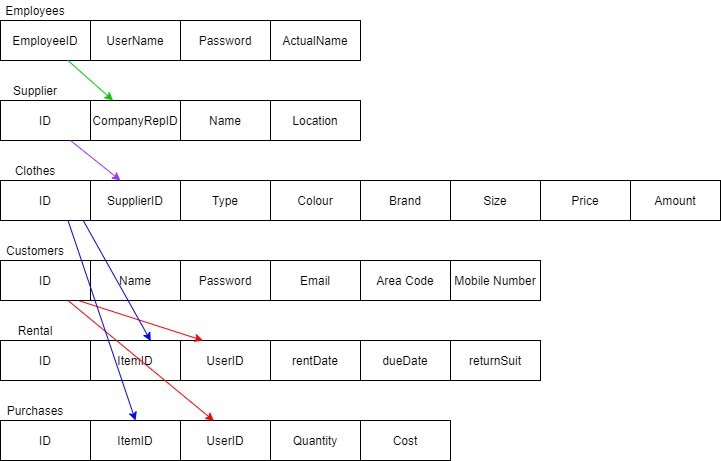 Employees
EmployeeID UserName Password ActualName
Supplier
ID CompanyRepID Name Location
Clothes
ID SupplierID Type Colour Brand Size Price Amount
Customers
ID Name Password Email Area Code Mobile Number
Rental
ID ItemID UserID rentDate dueDate returnSuit
Purchases
ID ItemID UserID Quantity Cost